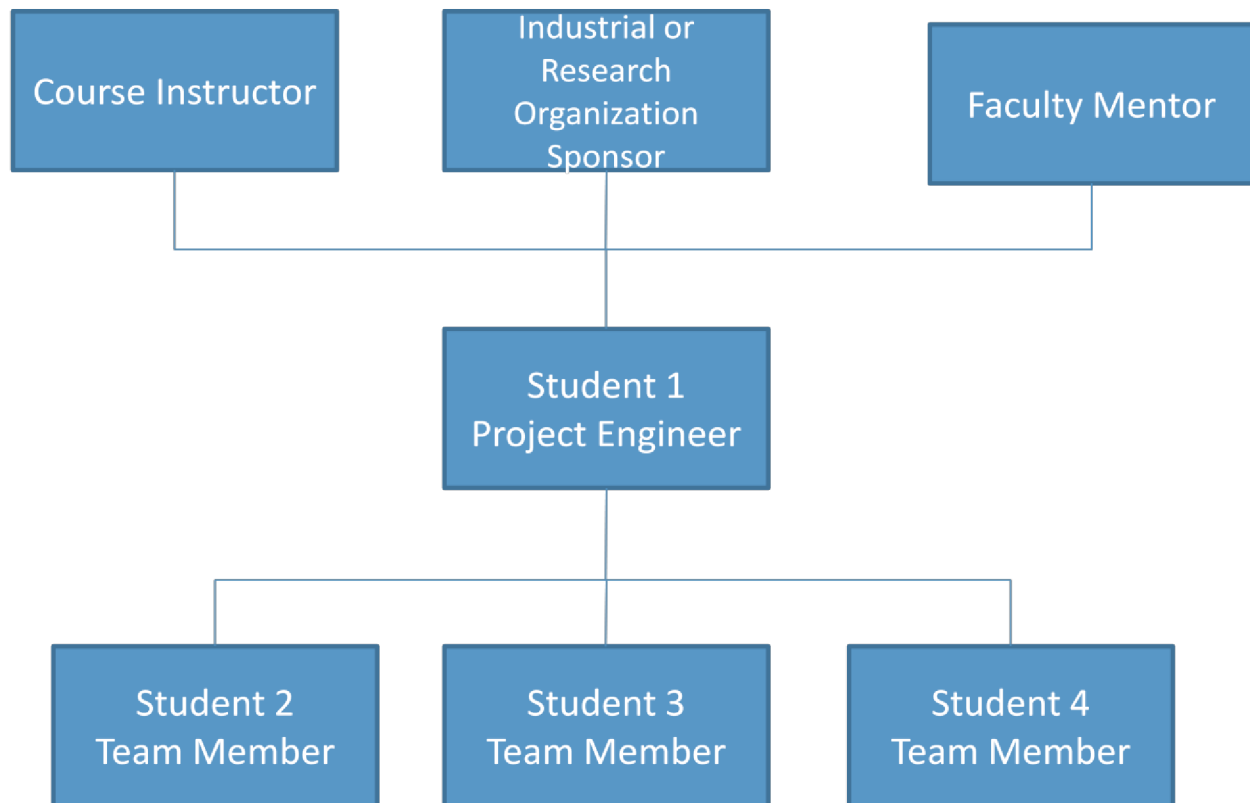 Course Instructor
Industrial or
Research
Organization
Sponsor
Faculty Mentor
Student 1
Project Engineer
Student 2
Team Member
Student 3
Team Member
Student 4
Team Member